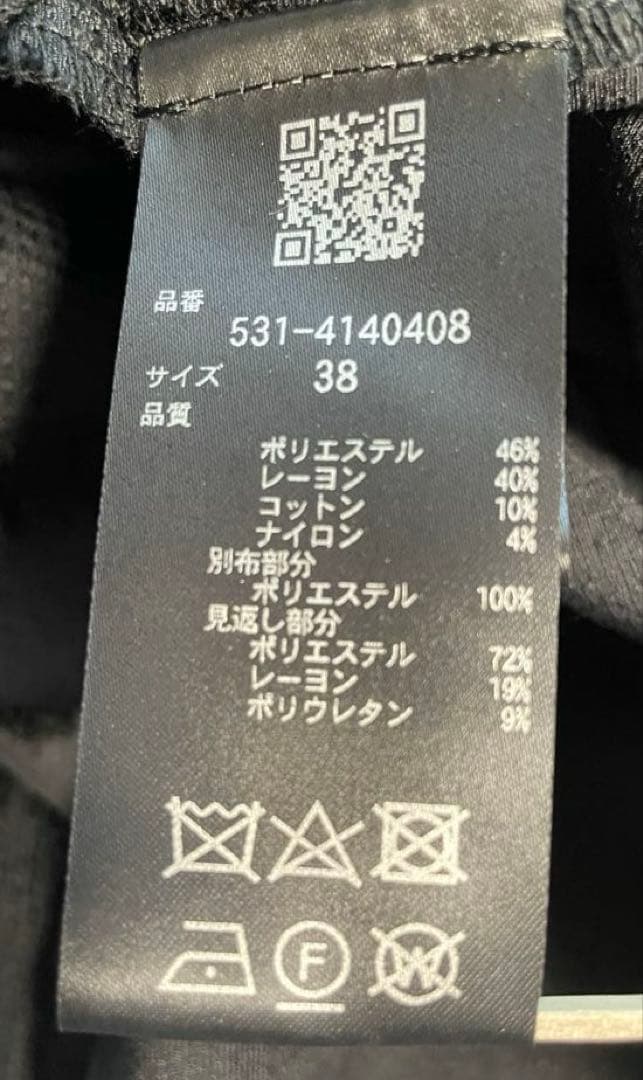 品番
531-4140408
サイズ 38
品質
ポリエステル 46%
レーヨン 40%
コットン 10%
ナイロン 4%
別布部分
ポリエステル 100%
見返し部分
ポリエステル 72%
レーヨン 19%
ポリウレタン 9%
F W